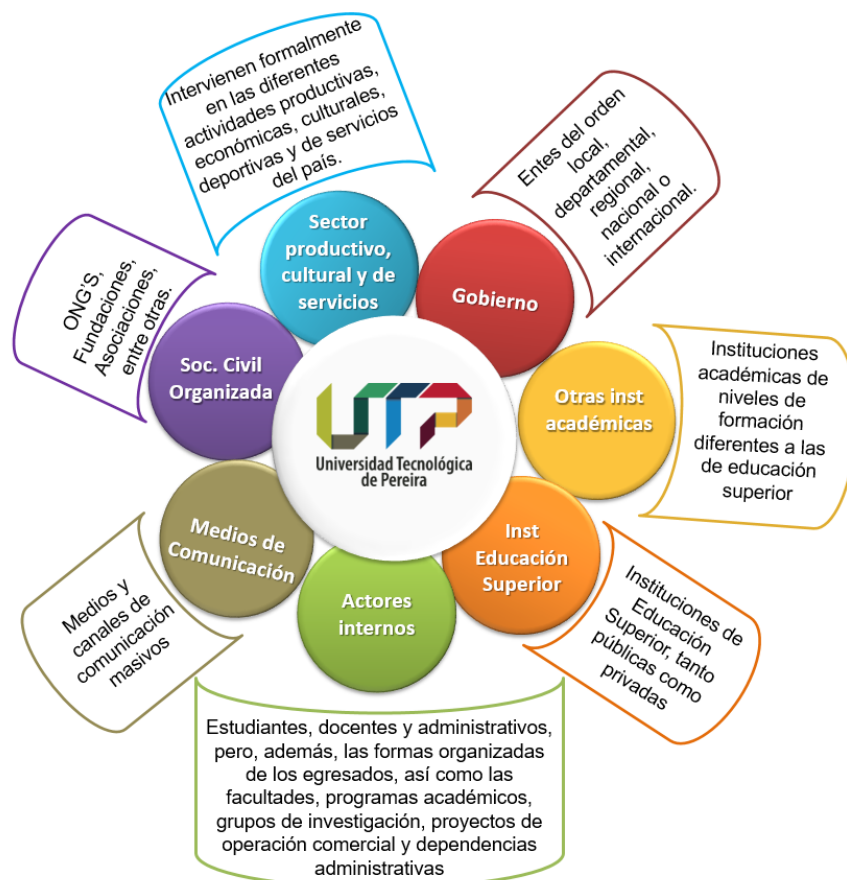 Intervienen formalmente
en las diferentes
actividades productivas,
económicas, culturales,
deportivas y de servicios
del país.
Sector
productivo,
cultural y de
servicios
Entes del orden
local,
departamental,
regional,
nacional o
internacional.
Gobierno
ONG'S,
Fundaciones,
Asociaciones,
entre otras.
Soc. Civil
Organizada
Otras inst
académicas
Instituciones
académicas de
niveles de
formación
diferentes a las
de educación
superior
UTP
Universidad Tecnológica
de Pereira
Medios de
Comunicación
Medios y
canales de
comunicación
masivos
Inst
Educación
Superior
Instituciones de
Educación
Superior, tanto
públicas como
privadas
Actores
internos
Estudiantes, docentes y administrativos,
pero, además, las formas organizadas
de los egresados, así como las
facultades, programas académicos,
grupos de investigación, proyectos de
operación comercial y dependencias
administrativas